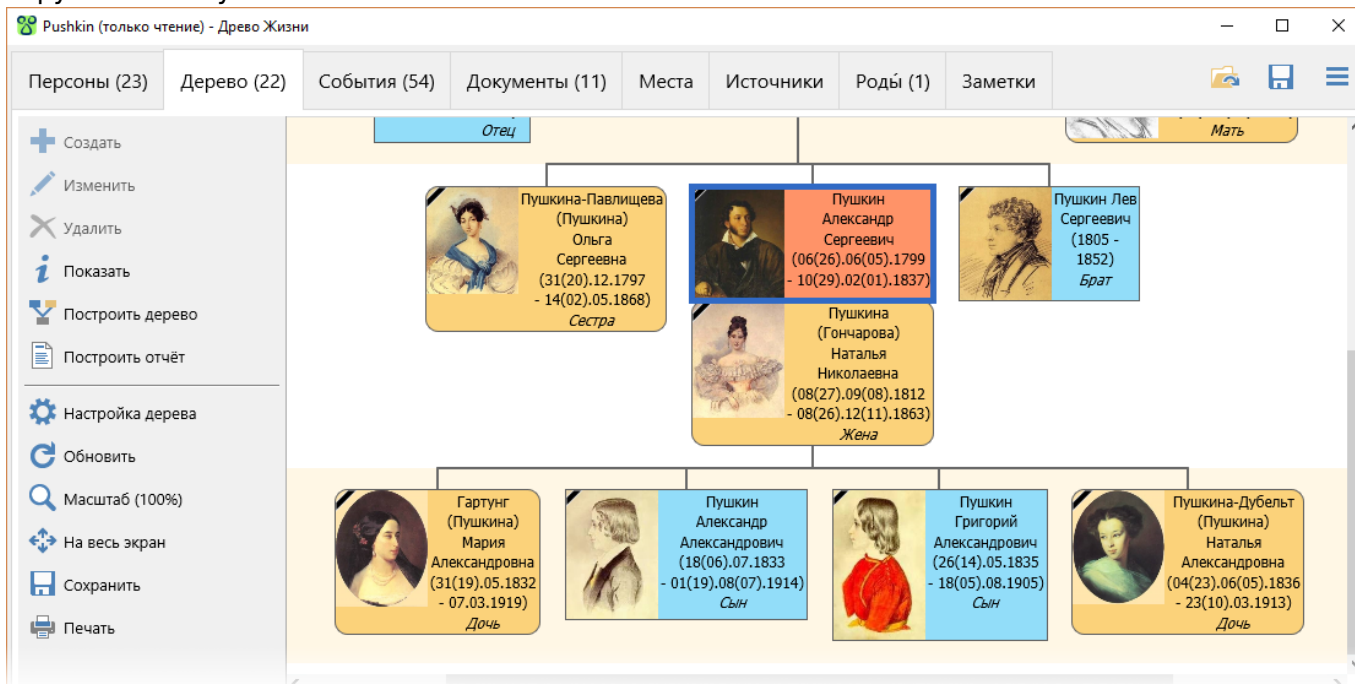 Pushkin (только чтение) - Древо Жизни
Персоны (23)
Дерево (22)
События (54)
Документы (11)
Места
Источники
Роды́ (1)
Заметки
Создать
Изменить
Удалить
Показать
Построить дерево
Построить отчёт
Настройка дерева
Обновить
Масштаб (100%)
На весь экран
Сохранить
Печать
Отец
Мать
Пушкина-Павлищева
(Пушкина)
Ольга
Сергеевна
(31(20).12.1797
- 14(02).05.1868)
Сестра
Пушкин
Александр
Сергеевич
(06(26).06(05).1799
- 10(29).02(01).1837)
Пушкин Лев
Сергеевич
(1805 -
1852)
Брат
Пушкина
(Гончарова)
Наталья
Николаевна
(08(27).09(08).1812
- 08(26).12(11).1863)
Жена
Гартунг
(Пушкина)
Мария
Александровна
(31(19).05.1832
- 07.03.1919)
Дочь
Пушкин
Александр
Александрович
(18(06).07.1833
- 01(19).08(07).1914)
Сын
Пушкин
Григорий
Александрович
(26(14).05.1835
- 18(05).08.1905)
Сын
Пушкина-Дубельт
(Пушкина)
Наталья
Александровна
(04(23).06(05).1836
- 23(10).03.1913)
Дочь